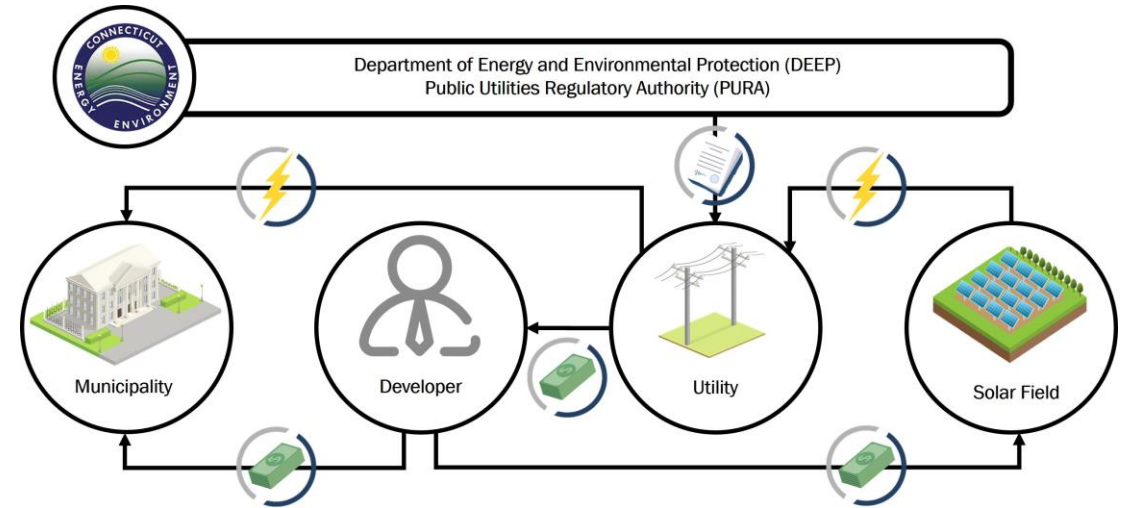 CONNECTICUT
ENERGY
ENVIRONMENT
Department of Energy and Environmental Protection (DEEP)
Public Utilities Regulatory Authority (PURA)
Municipality
Developer
Utility
Solar Field